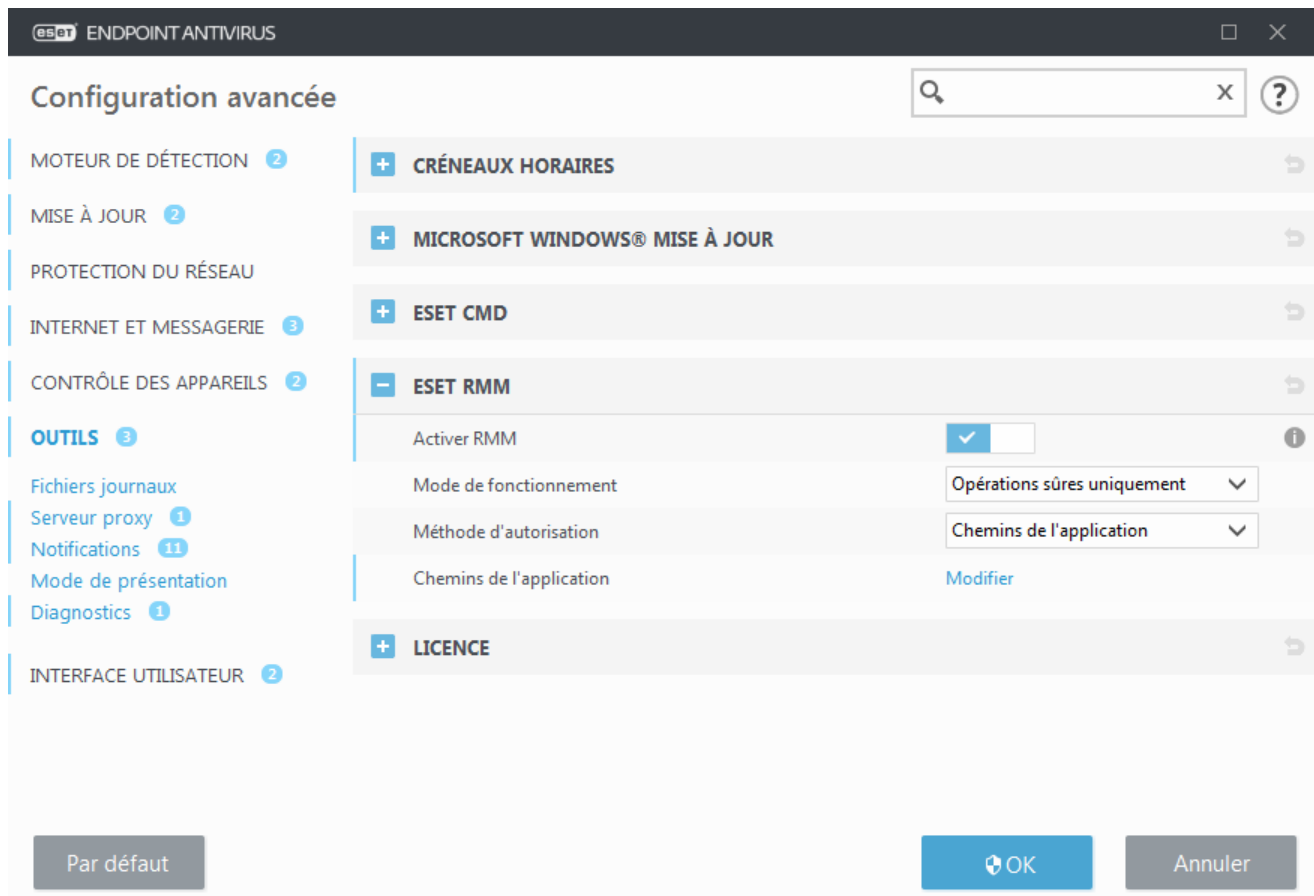 eset ENDPOINT ANTIVIRUS
Configuration avancée
MOTEUR DE DÉTECTION 2
MISE À JOUR 2
PROTECTION DU RÉSEAU
INTERNET ET MESSAGERIE 3
CONTRÔLE DES APPAREILS 2
OUTILS 3
Fichiers journaux
Serveur proxy 1
Notifications 11
Mode de présentation
Diagnostics 1
INTERFACE UTILISATEUR 2
CRÉNEAUX HORAIRES
MICROSOFT WINDOWS® MISE À JOUR
ESET CMD
ESET RMM
Activer RMM
Mode de fonctionnement Opérations sûres uniquement
Méthode d'autorisation Chemins de l'application
Chemins de l'application Modifier
LICENCE
Par défaut
OK
Annuler